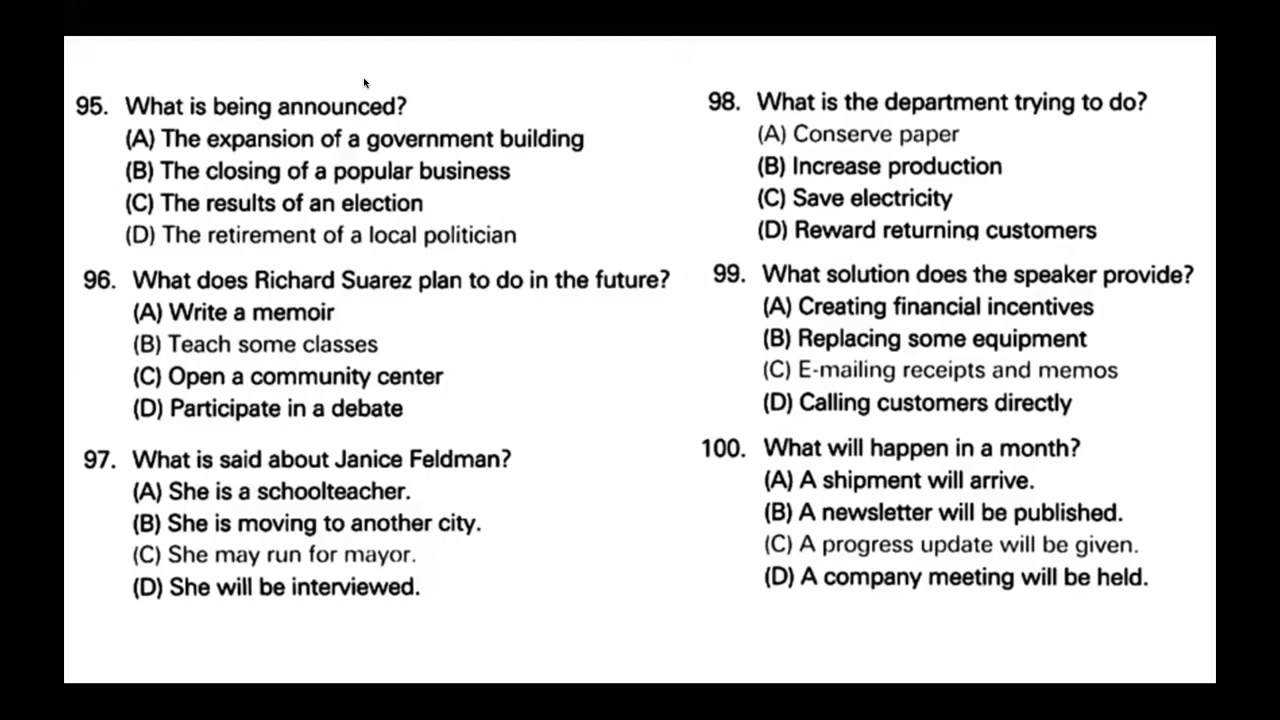 95. What is being announced?
(A) The expansion of a government building
(B) The closing of a popular business
(C) The results of an election
(D) The retirement of a local politician
96. What does Richard Suarez plan to do in the future?
(A) Write a memoir
(B) Teach some classes
(C) Open a community center
(D) Participate in a debate
97. What is said about Janice Feldman?
(A) She is a schoolteacher.
(B) She is moving to another city.
(C) She may run for mayor.
(D) She will be interviewed.
98. What is the department trying to do?
(A) Conserve paper
(B) Increase production
(C) Save electricity
(D) Reward returning customers
99. What solution does the speaker provide?
(A) Creating financial incentives
(B) Replacing some equipment
(C) E-mailing receipts and memos
(D) Calling customers directly
100. What will happen in a month?
(A) A shipment will arrive.
(B) A newsletter will be published.
(C) A progress update will be given.
(D) A company meeting will be held.